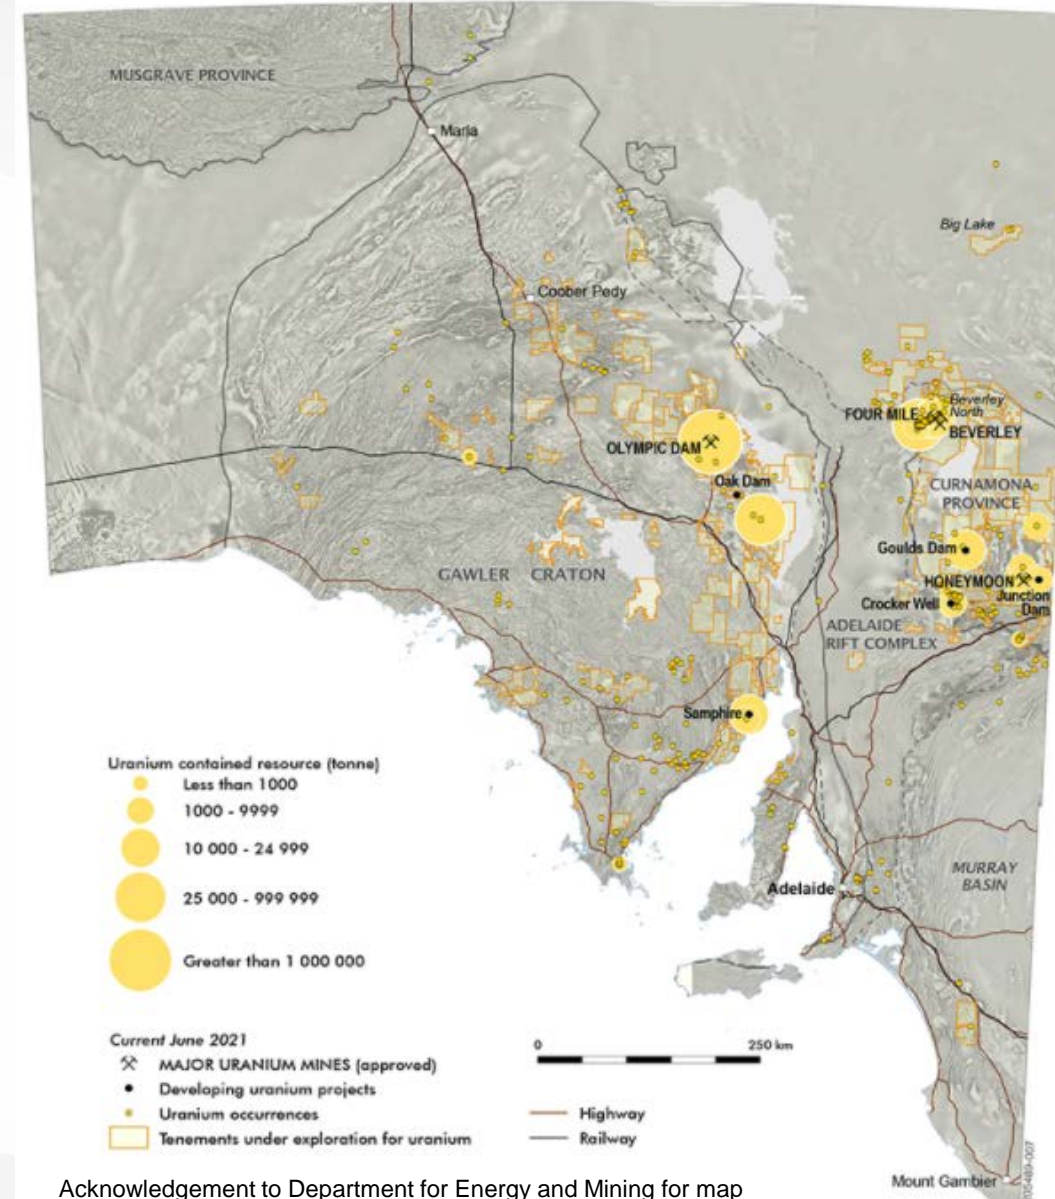 MUSGRAVE PROVINCE
Marla
Big Lake
Coober Pedy
FOUR MILE
Beverley
North
BEVERLEY
OLYMPIC DAM
Oak Dam
CURNAMONA
PROVINCE
Goulds Dam
GAWLER CRATON
HONEYMOON
Junction
Dam
Crocker Well
ADELAIDE
RIFT COMPLEX
Samphire
Uranium contained resource (tonne)
Less than 1000
1000 - 9999
10 000 - 24 999
25 000 - 999 999
Greater than 1 000 000
MURRAY
BASIN
Adelaide
Current June 2021
MAJOR URANIUM MINES (approved)
Developing uranium projects
Uranium occurrences
Tenements under exploration for uranium
0 250 km
Highway
Railway
Mount Gambier
Acknowledgement to Department for Energy and Mining for map